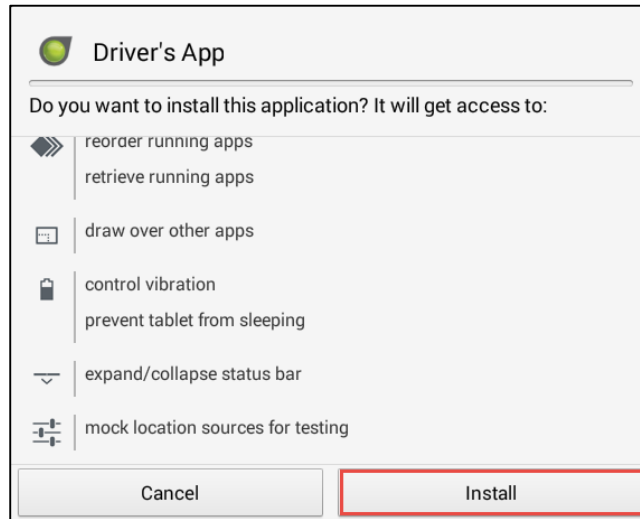 Driver's App
Do you want to install this application? It will get access to:
reorder running apps
retrieve running apps
draw over other apps
control vibration
prevent tablet from sleeping
expand/collapse status bar
mock location sources for testing
Cancel
Install